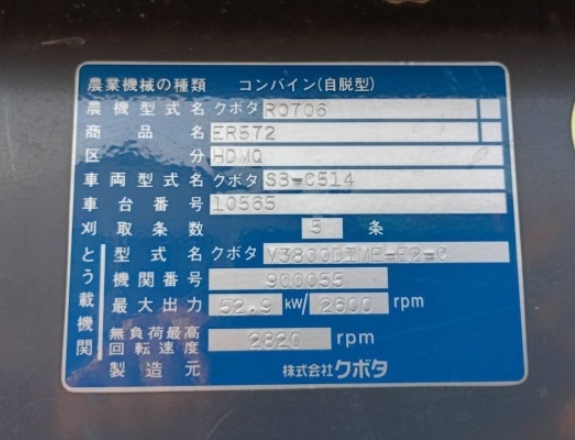 農業機械の種類 コンバイン(自脱型)
農機型式名 クボタ RO706
商品名 ER572
区分 HDMQ
車両型式名 クボタ SB-C514
車台番号 10565
刈取条数 5 条
とう載機関
型式名 クボタ V3800DIME-E2-C
機関番号 9Q0055
最大出力 52.9 kW/ 2600 rpm
無負荷最高
回転速度 2820 rpm
製造元 株式会社クボタ